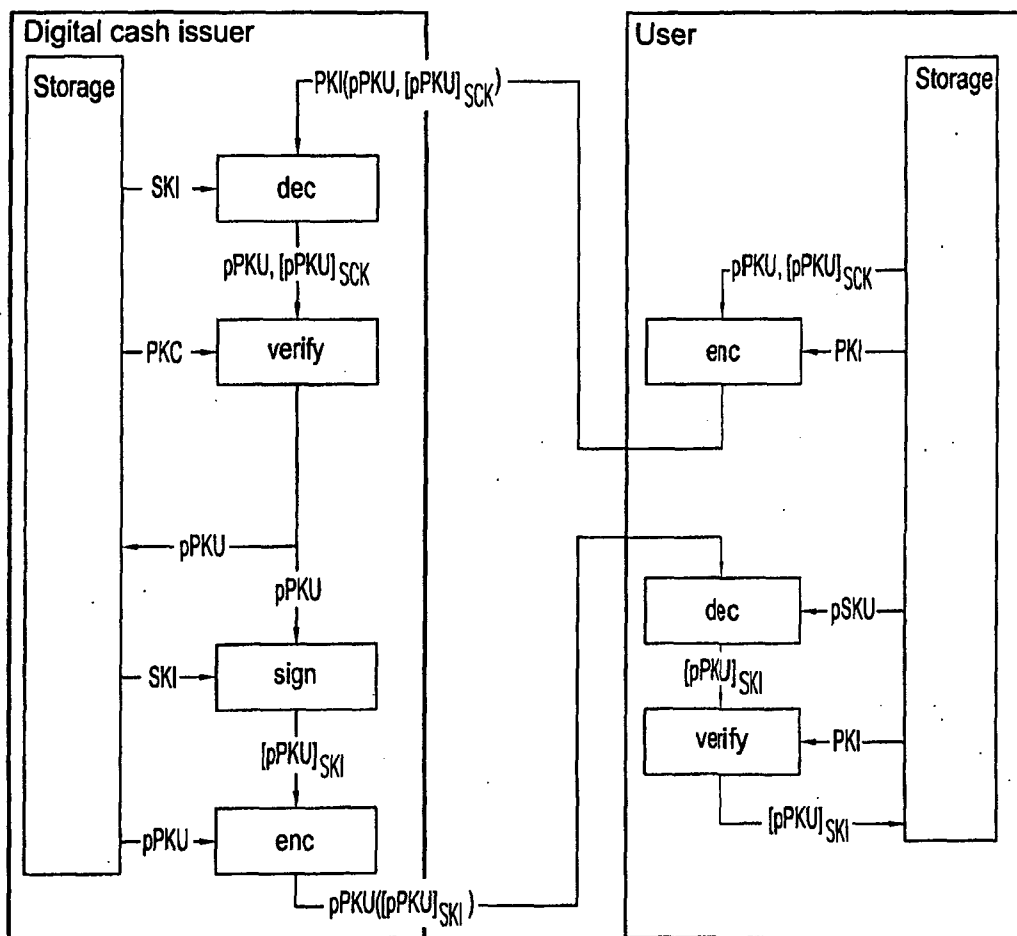 Digital cash issuer
Storage
PKI(pPKU, [pPKU]SCK)
SKI
dec
pPKU, [pPKU]SCK
PKC
verify
pPKU
pPKU
SKI
sign
[pPKU]SKI
pPKU
enc
pPKU([pPKU]SKI)
User
Storage
pPKU, [pPKU]SCK
enc
PKI
dec
pSKU
[pPKU]SKI
verify
PKI
[pPKU]SKI